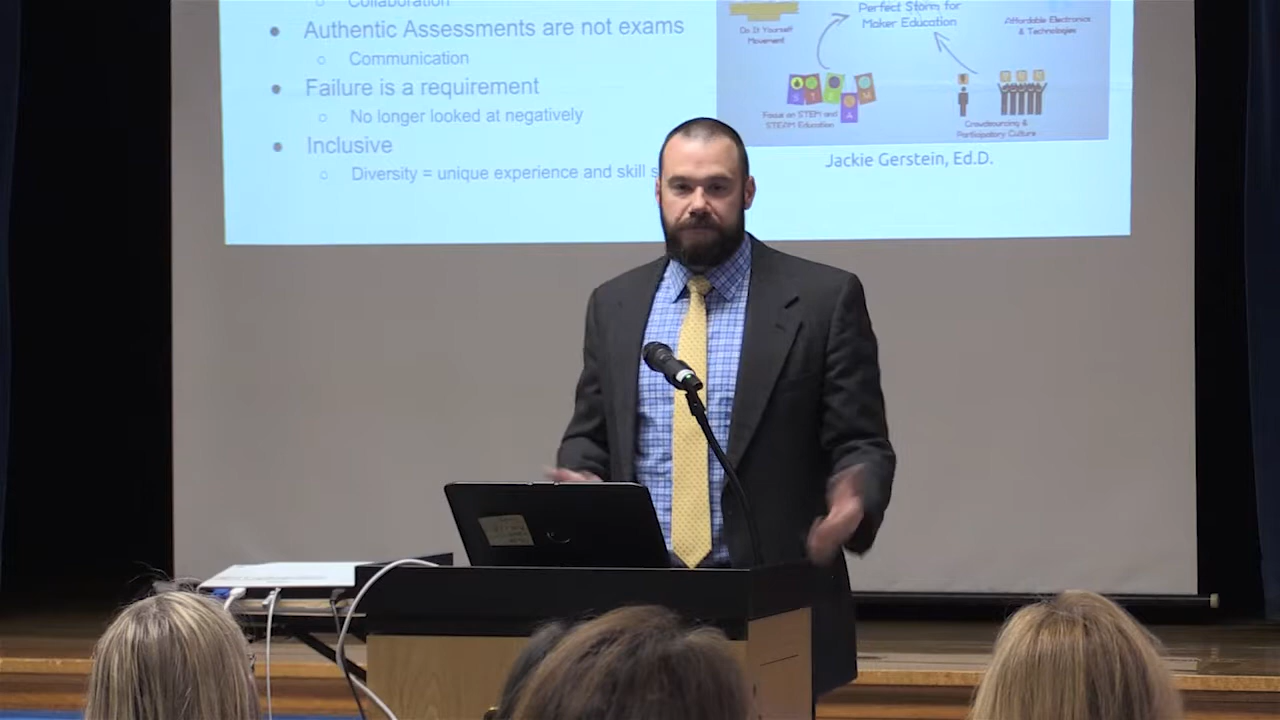 Collaboration
Authentic Assessments are not exams
Communication
Failure is a requirement
No longer looked at negatively
Inclusive
Diversity = unique experience and skill s
Perfect Storm for
Maker Education
Do It Yourself
Movement
Affordable Electronics
& Technologies
STEAM
Focus on STEM and
STEAM Education
Crowdsourcing &
Participatory Culture
Jackie Gerstein, Ed.D.